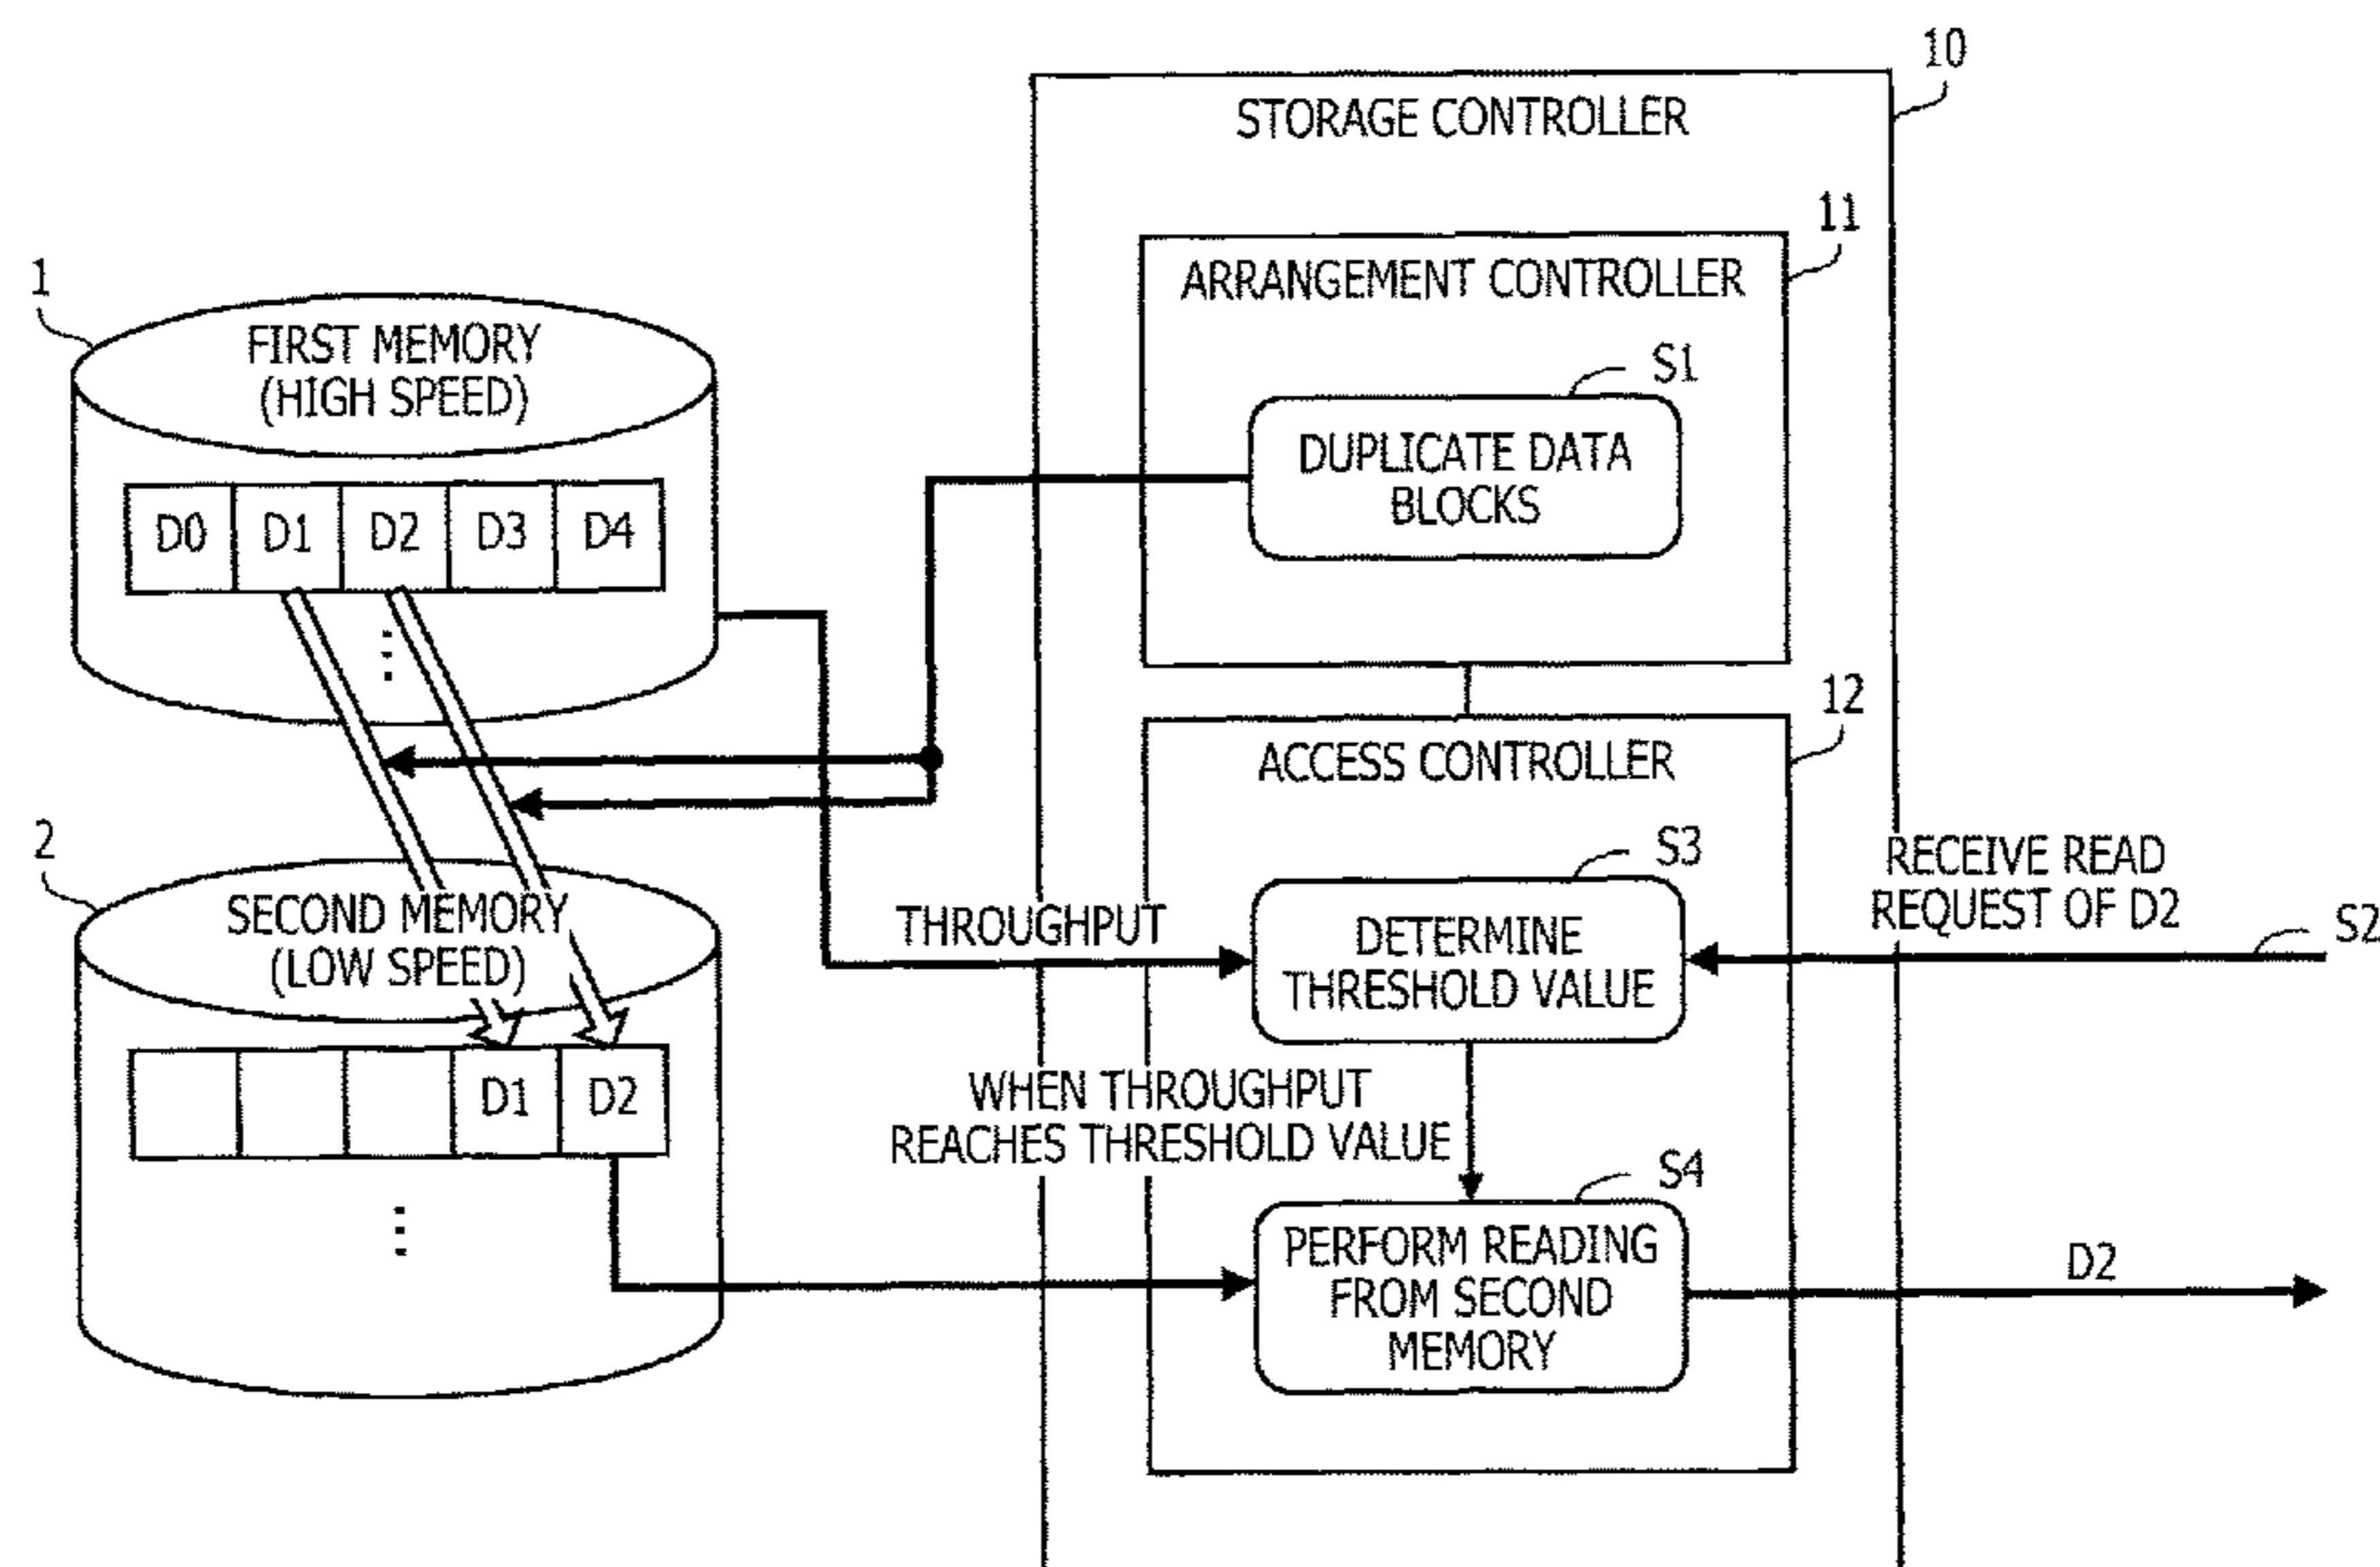 10
STORAGE CONTROLLER
11
ARRANGEMENT CONTROLLER
S1
DUPLICATE DATA
BLOCKS
1
FIRST MEMORY
(HIGH SPEED)
D0 D1 D2 D3 D4
12
ACCESS CONTROLLER
2
SECOND MEMORY
(LOW SPEED)
D1 D2
THROUGHPUT
S3
DETERMINE
THRESHOLD VALUE
RECEIVE READ
REQUEST OF D2
S2
WHEN THROUGHPUT
REACHES THRESHOLD VALUE
S4
PERFORM READING
FROM SECOND
MEMORY
D2